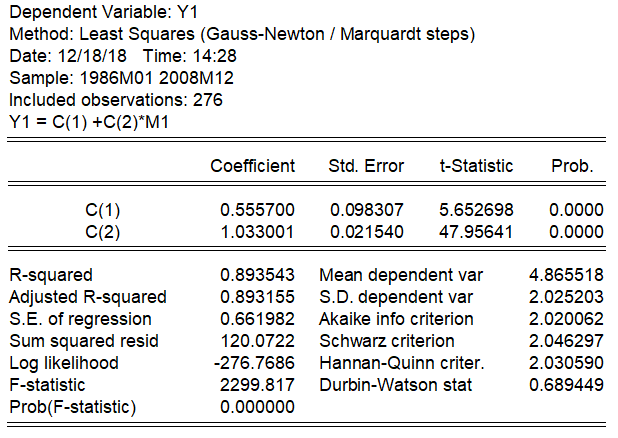 Dependent Variable: Y1
Method: Least Squares (Gauss-Newton / Marquardt steps)
Date: 12/18/18 Time: 14:28
Sample: 1986M01 2008M12
Included observations: 276
Y1 = C(1) +C(2)*M1
Coefficient Std. Error t-Statistic Prob.
C(1) 0.555700 0.098307 5.652698 0.0000
C(2) 1.033001 0.021540 47.95641 0.0000
R-squared 0.893543 Mean dependent var 4.865518
Adjusted R-squared 0.893155 S.D. dependent var 2.025203
S.E. of regression 0.661982 Akaike info criterion 2.020062
Sum squared resid 120.0722 Schwarz criterion 2.046297
Log likelihood -276.7686 Hannan-Quinn criter. 2.030590
F-statistic 2299.817 Durbin-Watson stat 0.689449
Prob(F-statistic) 0.000000